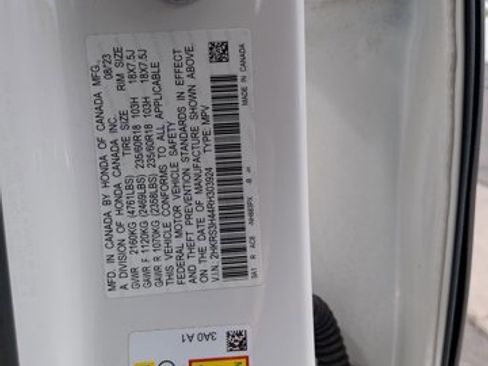 MFD. IN CANADA BY HONDA OF CANADA MFG. 08/23
A DIVISION OF HONDA CANADA INC. TIRE SIZE RIM SIZE
GVWR 2160KG (4761LBS) 235/60R18 103H 18X7.5J
GAWR F 1120KG (2469LBS) 235/60R18 103H 18X7.5J
GAWR R 1070KG (2358LBS)
THIS VEHICLE CONFORMS TO ALL APPLICABLE
FEDERAL MOTOR VEHICLE SAFETY
AND THEFT PREVENTION STANDARDS IN EFFECT
ON THE DATE OF MANUFACTURE SHOWN ABOVE.
V.I.N.: 2HKRS3H44RH303924 TYPE: MPV
MADE IN CANADA
3A0 A1